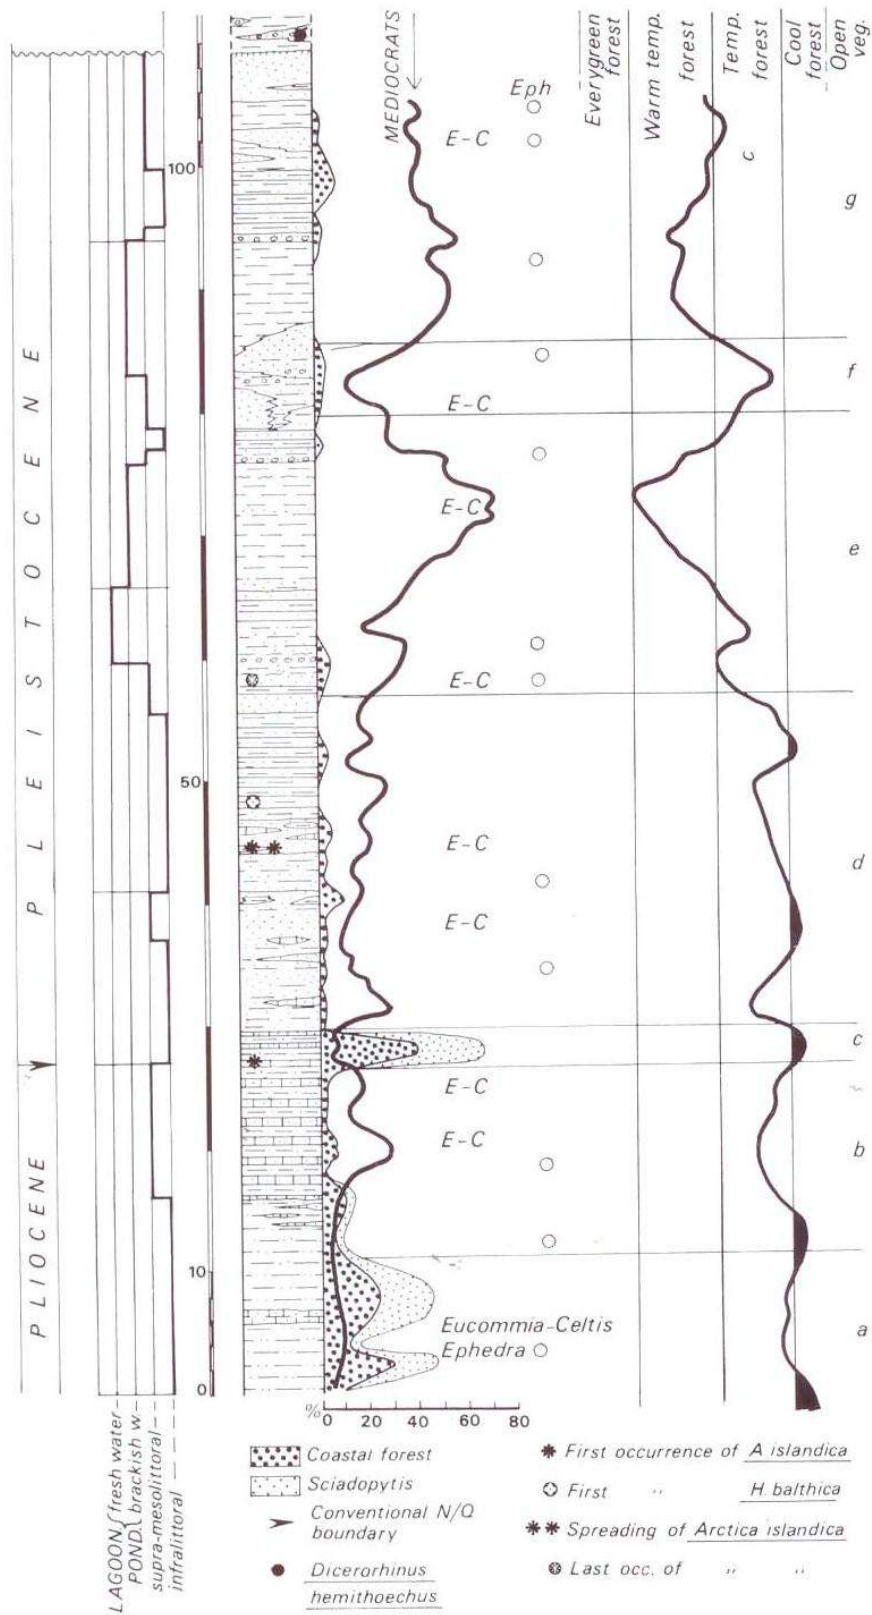 MEDIOCRATS
Everygreen
forest
Warm temp.
forest
Temp.
forest
Cool
forest
Open
veg.
Eph
E-C
100
c
g
PLEISTOCENE
f
E-C
E-C
e
E-C
50
E-C
d
E-C
c
E-C
E-C
b
PLIOCENE
10
Eucommia-Celtis
Ephedra
a
0
% 0 20 40 60 80
LAGOON
POND
fresh water
brackish w
supra-mesolittoral
infralittoral
Coastal forest
Sciadopytis
Conventional N/Q
boundary
Dicerorhinus
hemithoechus
First occurrence of A islandica
First " H. balthica
Spreading of Arctica islandica
Last occ. of " "